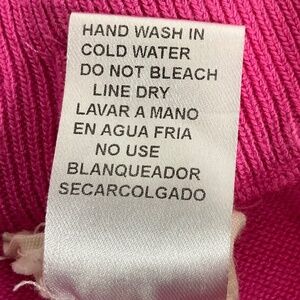 HAND WASH IN
COLD WATER
DO NOT BLEACH
LINE DRY
LAVAR A MANO
EN AGUA FRIA
NO USE
BLANQUEADOR
SECARCOLGADO